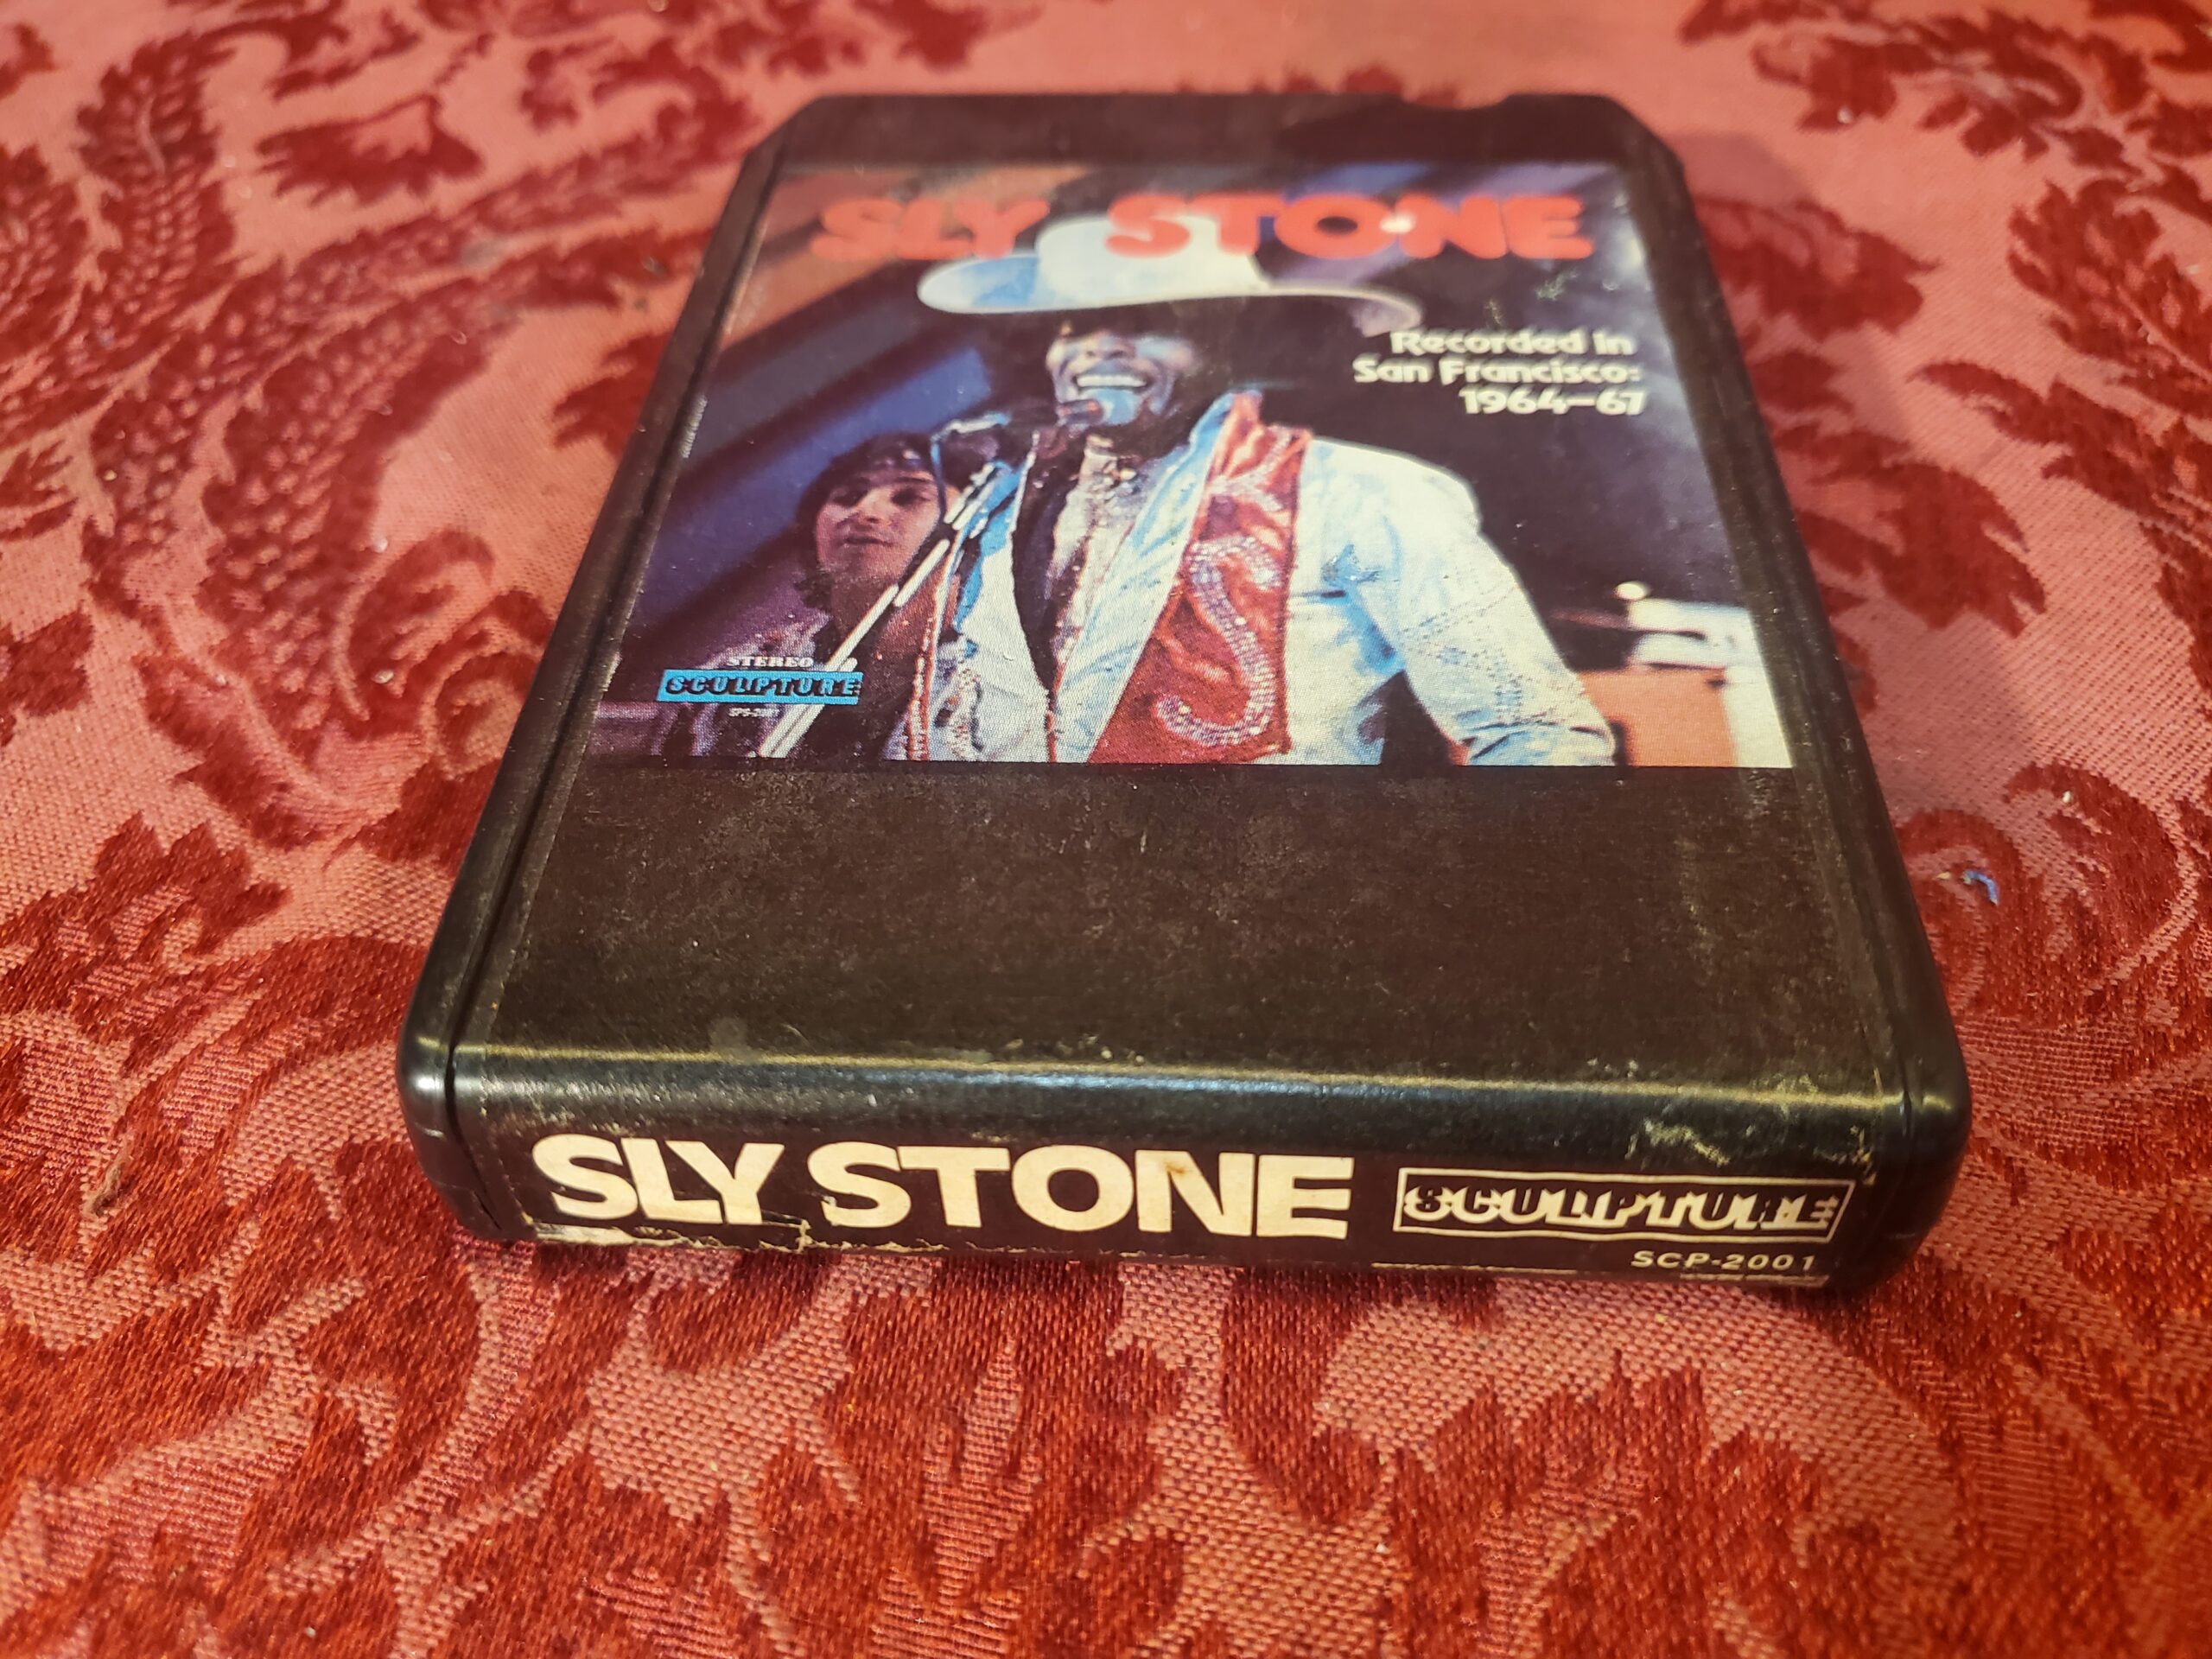 SLY STONE
Recorded in
San Francisco:
1964-67
STEREO
SCULPTURE
SLY STONE
SCULPTURE
SCP-2001